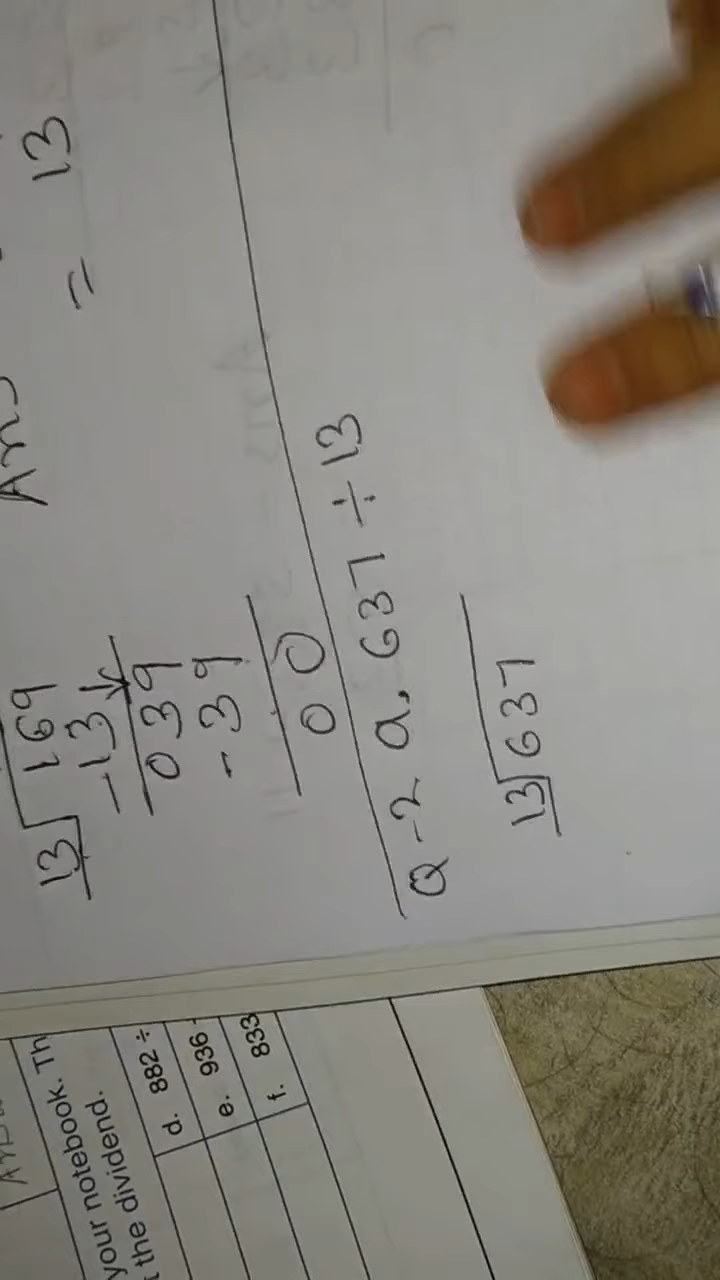 Ans
= 13
13 169
-13
039
-39
00
Q-2 a. 637 ÷ 13
13 637
your notebook. Th
the dividend.
d. 882 ÷
e. 936
f. 833